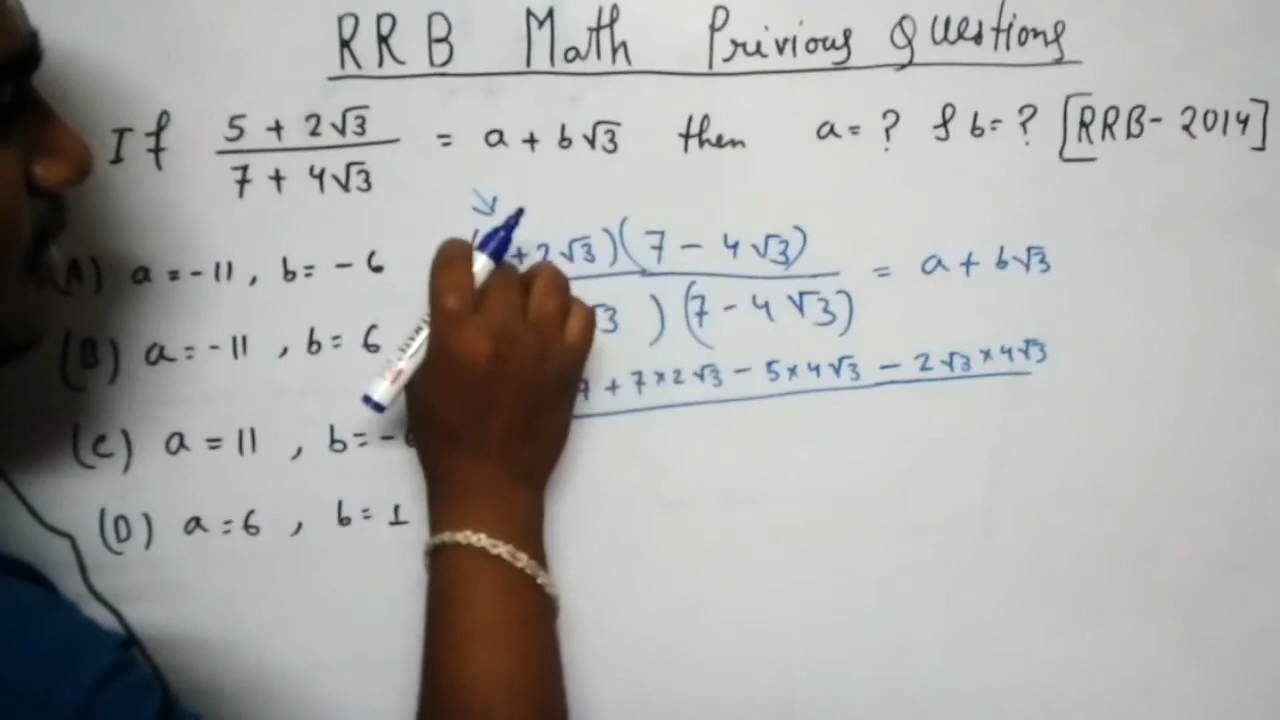 RRB Math Privious Questions
If (5 + 2√3)/(7 + 4√3) = a + b√3 then a = ? & b = ? [RRB - 2014]
(A) a = -11, b = -6
(B) a = -11, b = 6
(C) a = 11, b = -6
(D) a = 6, b = 1
+2√3)(7 - 4√3)
= a + b√3
√3)(7 - 4√3)
7 + 7×2√3 - 5×4√3 - 2√3×4√3